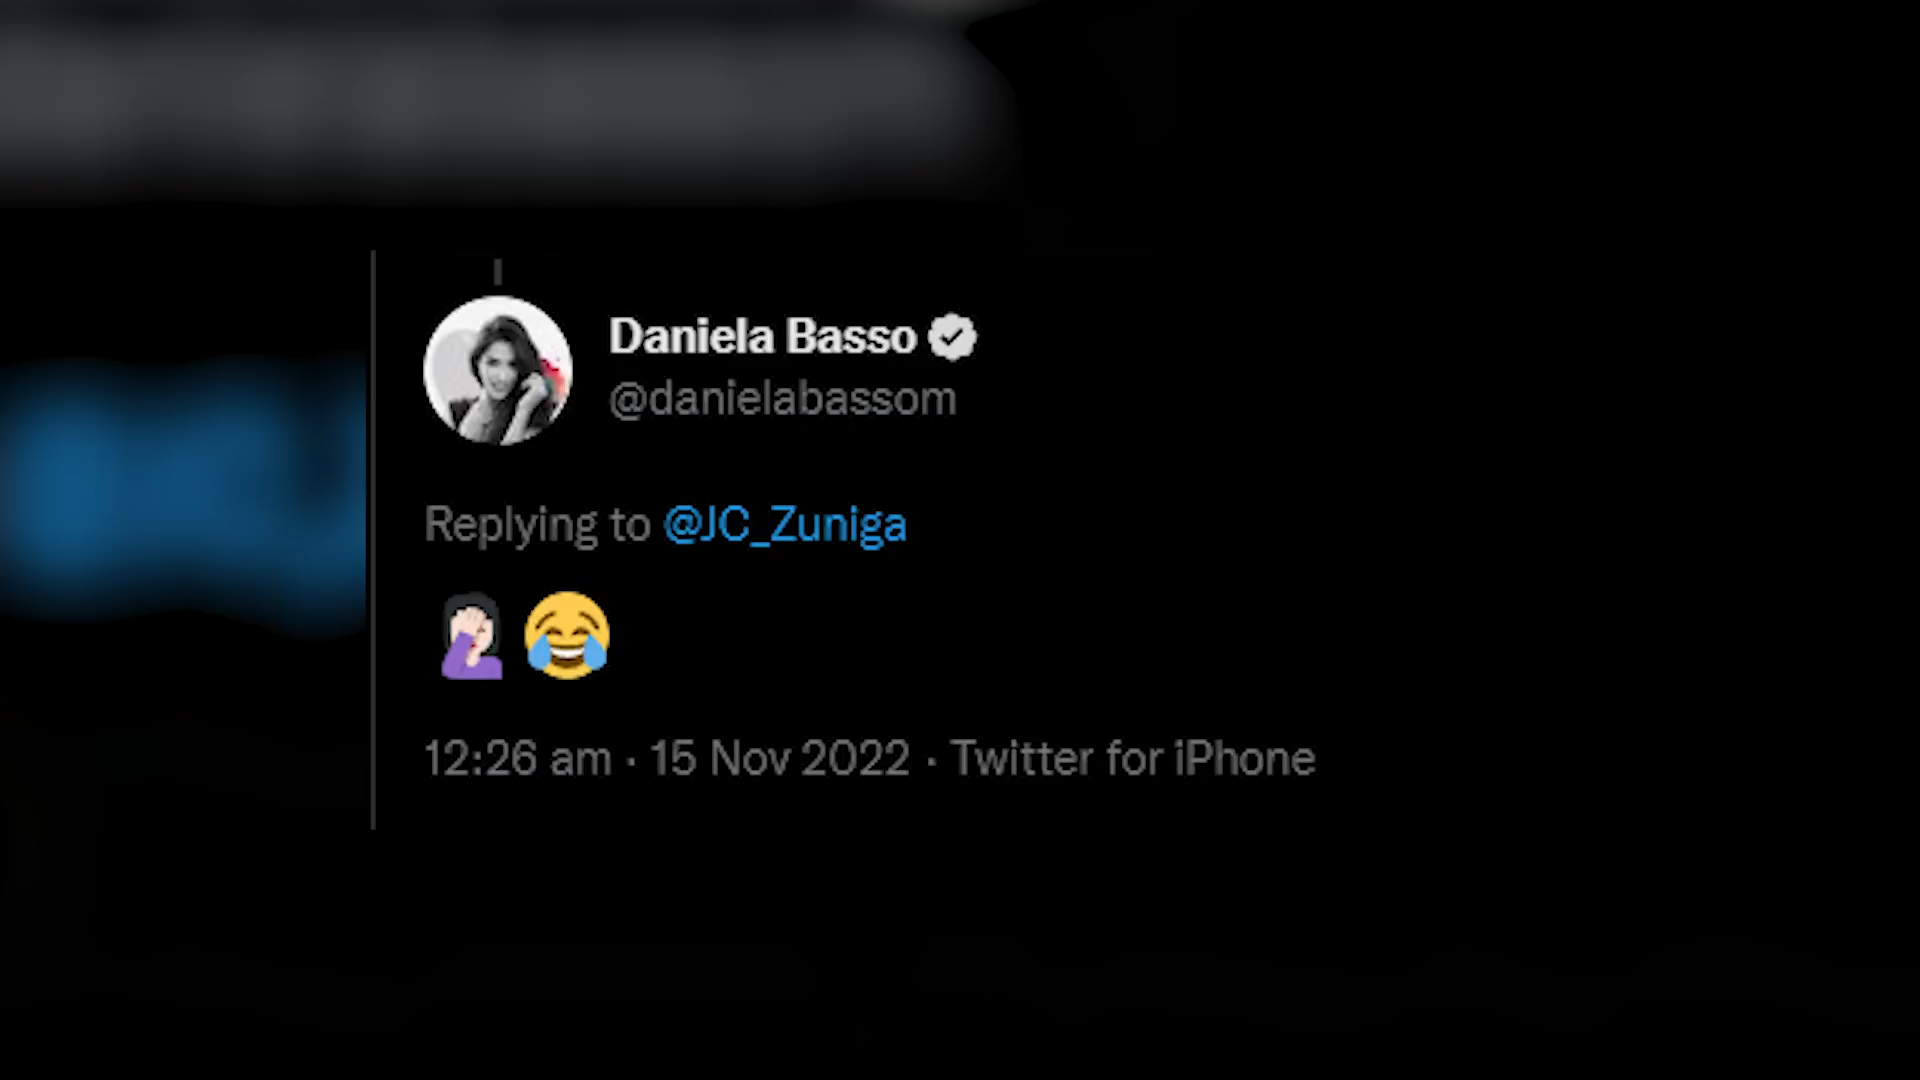 Daniela Basso
@danielabassom
Replying to @JC_Zuniga
🤦🏻‍♀️😂
12:26 am · 15 Nov 2022 · Twitter for iPhone